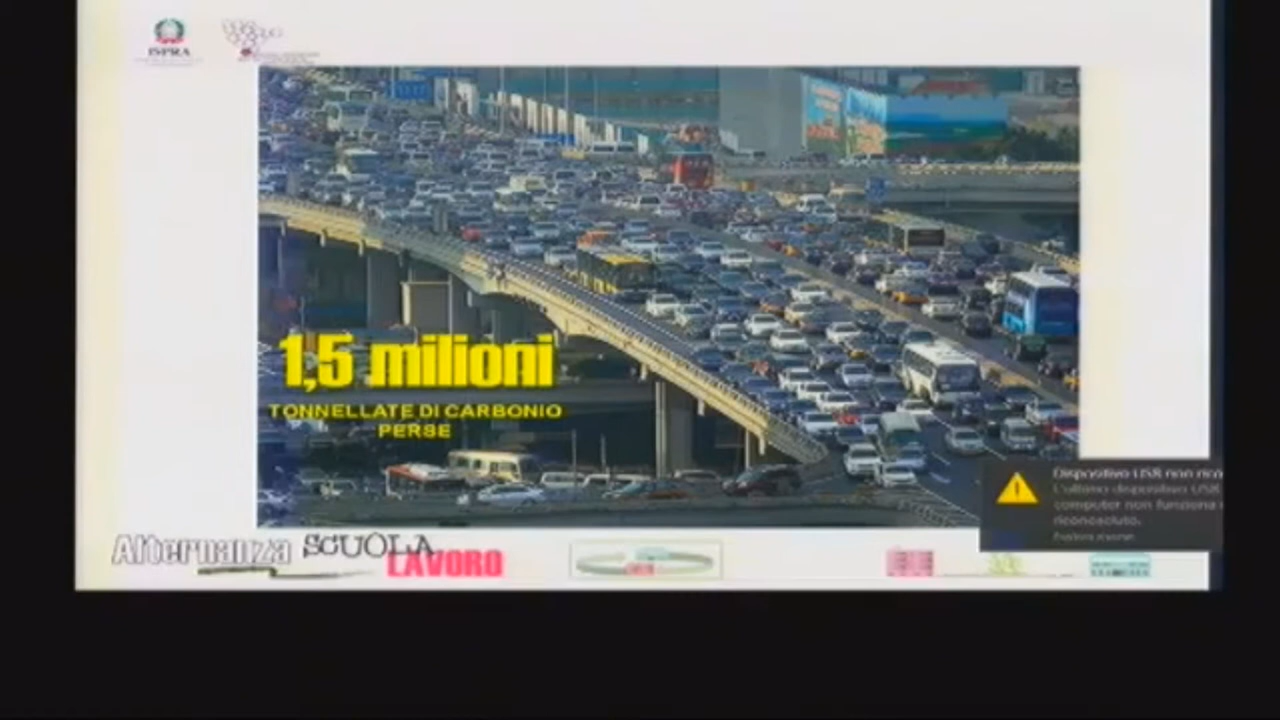 ISPRA
1,5 milioni
TONNELLATE DI CARBONIO
PERSE
Dispositivo USB non
L'ultimo dispositivo USB
computer non funziona
riconosciuto.
Alternanza SCUOLA
LAVORO